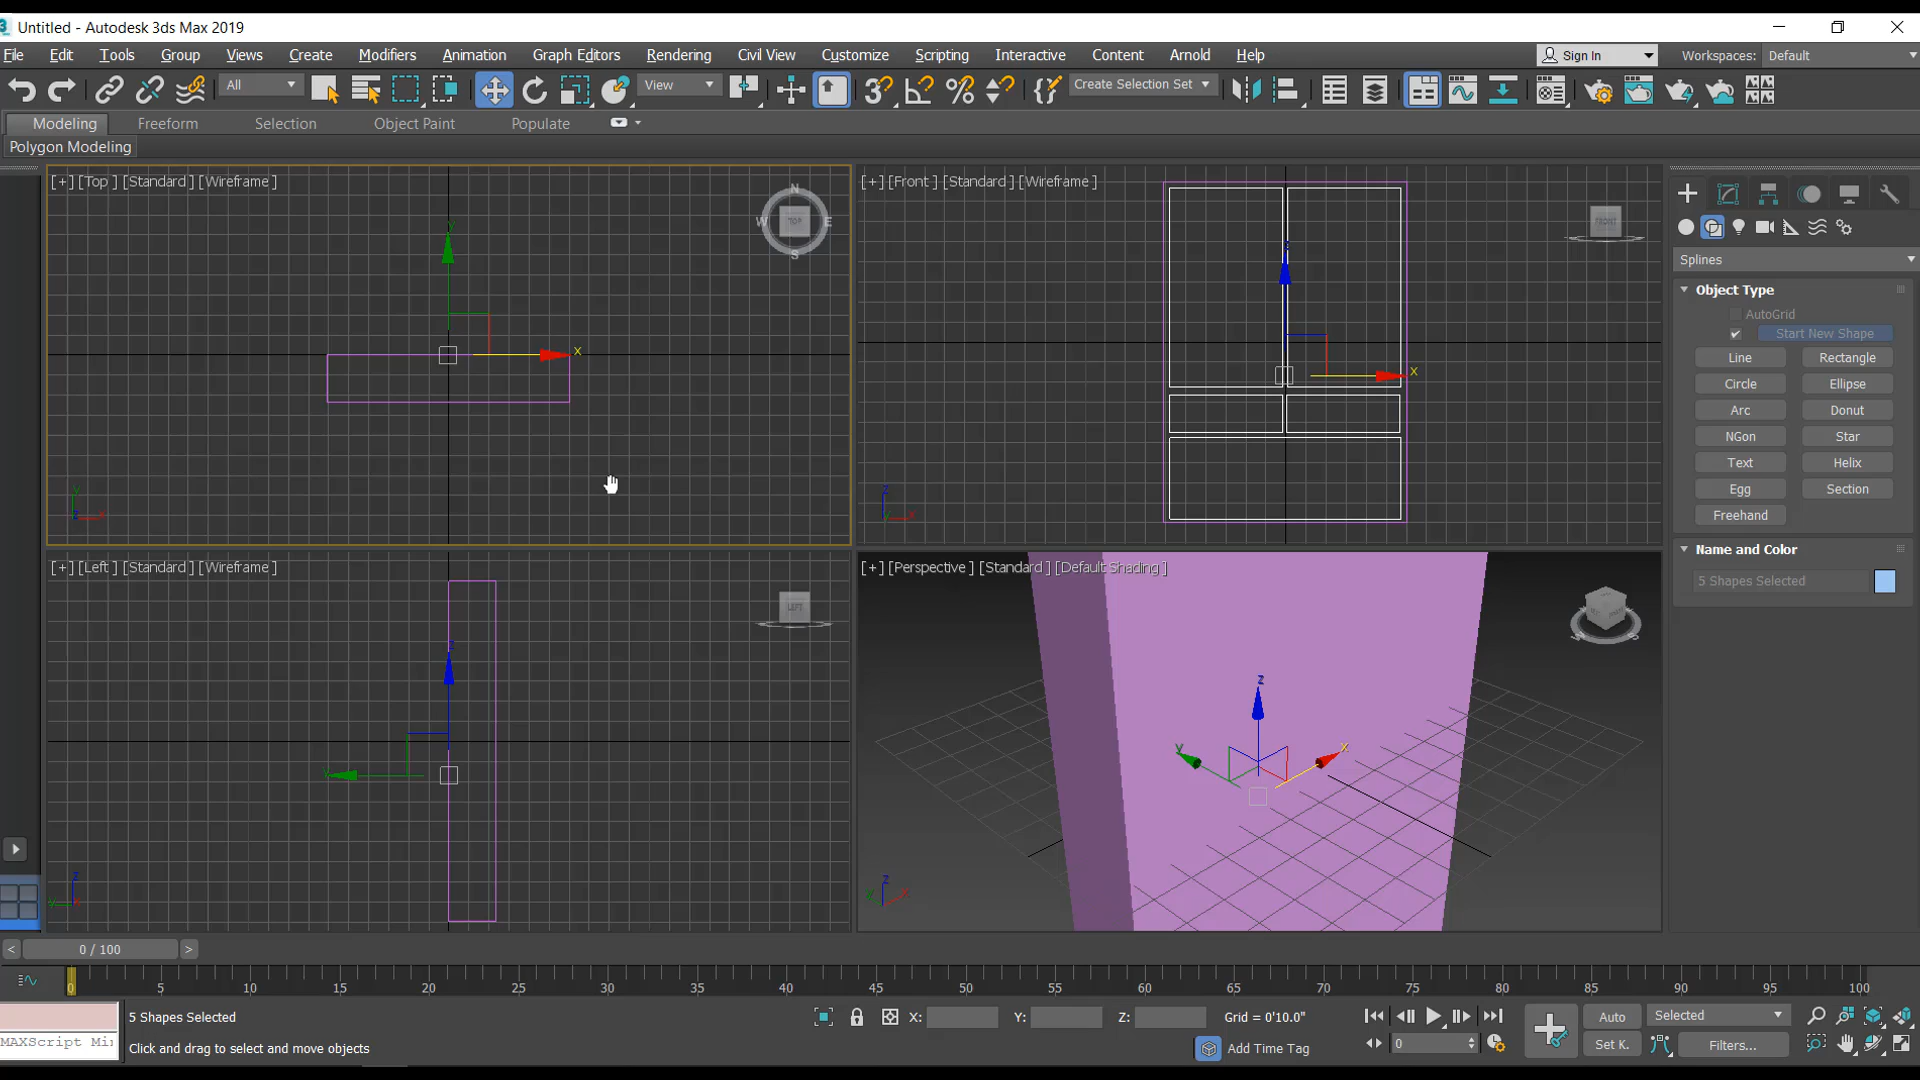 Untitled - Autodesk 3ds Max 2019
File Edit Tools Group Views Create Modifiers Animation Graph Editors Rendering Civil View Customize Scripting Interactive Content Arnold Help Sign In Workspaces: Default
All View Create Selection Set
Modeling Freeform Selection Object Paint Populate
Polygon Modeling
[+] [Top ] [Standard ] [Wireframe ]
[+] [Front ] [Standard ] [Wireframe ]
N
W TOP E
S
FRONT
y
x
z
x
y
z x
z
y x
Splines
Object Type
AutoGrid
Start New Shape
Line Rectangle
Circle Ellipse
Arc Donut
NGon Star
Text Helix
Egg Section
Freehand
Name and Color
5 Shapes Selected
[+] [Left ] [Standard ] [Wireframe ]
[+] [Perspective ] [Standard ] [Default Shading ]
LEFT
W S
z
y
z
y x
z
y x
z
y x
< 0 / 100 >
0 5 10 15 20 25 30 35 40 45 50 55 60 65 70 75 80 85 90 95 100
5 Shapes Selected X: Y: Z: Grid = 0'10.0" Auto Selected
MAXScript Mi
Click and drag to select and move objects Add Time Tag 0 Set K. Filters...